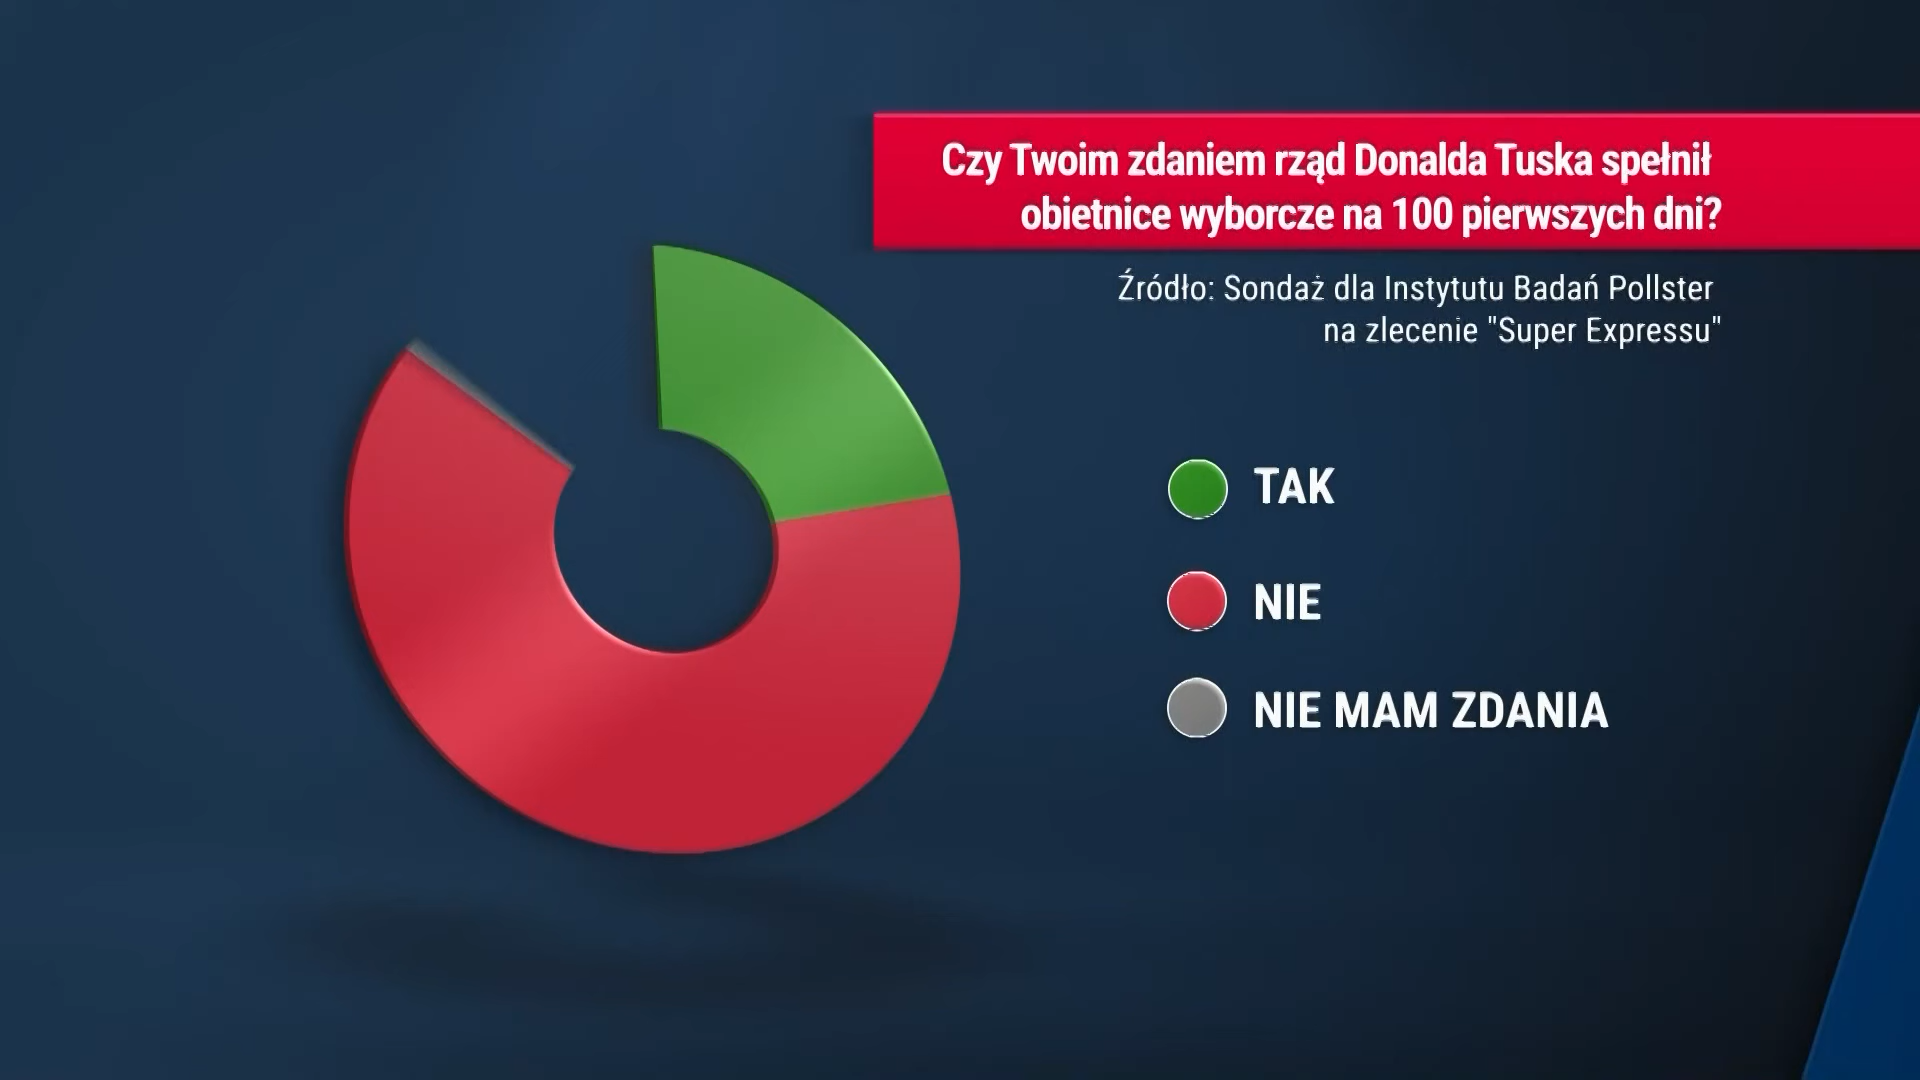 Czy Twoim zdaniem rząd Donalda Tuska spełnił
obietnice wyborcze na 100 pierwszych dni?
Źródło: Sondaż dla Instytutu Badań Pollster
na zlecenie "Super Expressu"
TAK
NIE
NIE MAM ZDANIA